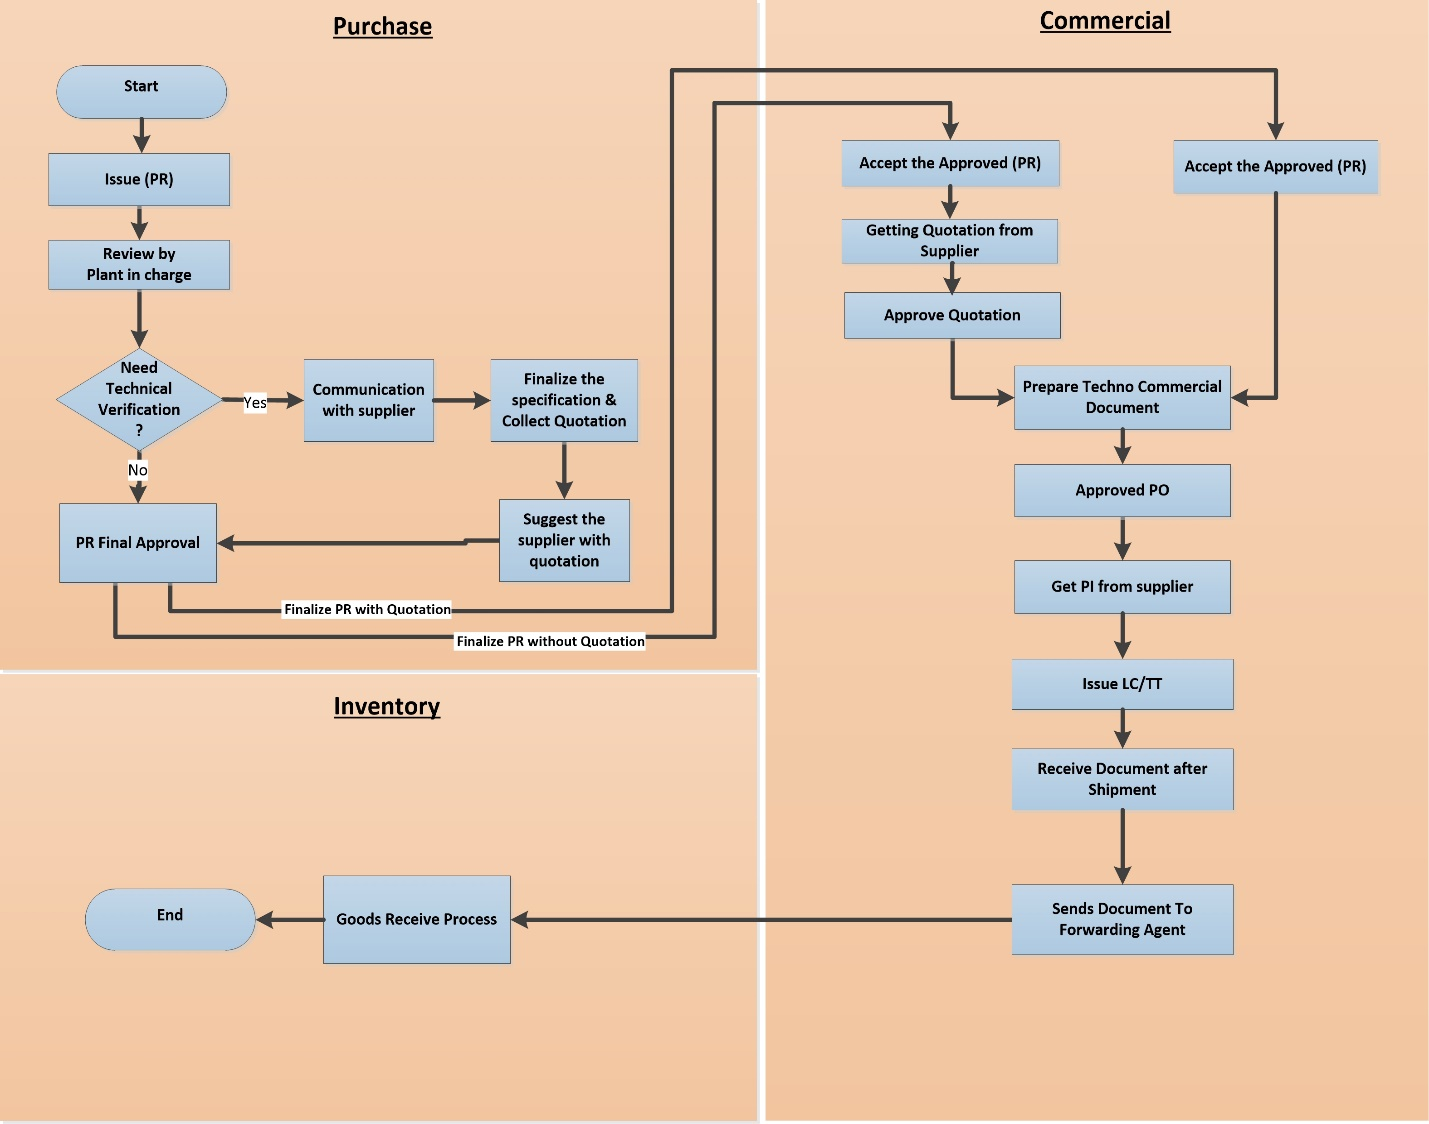 Purchase
Start
Issue (PR)
Review by
Plant in charge
Need
Technical
Verification
?
Yes
No
Communication
with supplier
Finalize the
specification &
Collect Quotation
Suggest the
supplier with
quotation
PR Final Approval
Finalize PR with Quotation
Finalize PR without Quotation
Commercial
Accept the Approved (PR)
Getting Quotation from
Supplier
Approve Quotation
Accept the Approved (PR)
Prepare Techno Commercial
Document
Approved PO
Get PI from supplier
Issue LC/TT
Receive Document after
Shipment
Sends Document To
Forwarding Agent
Inventory
Goods Receive Process
End